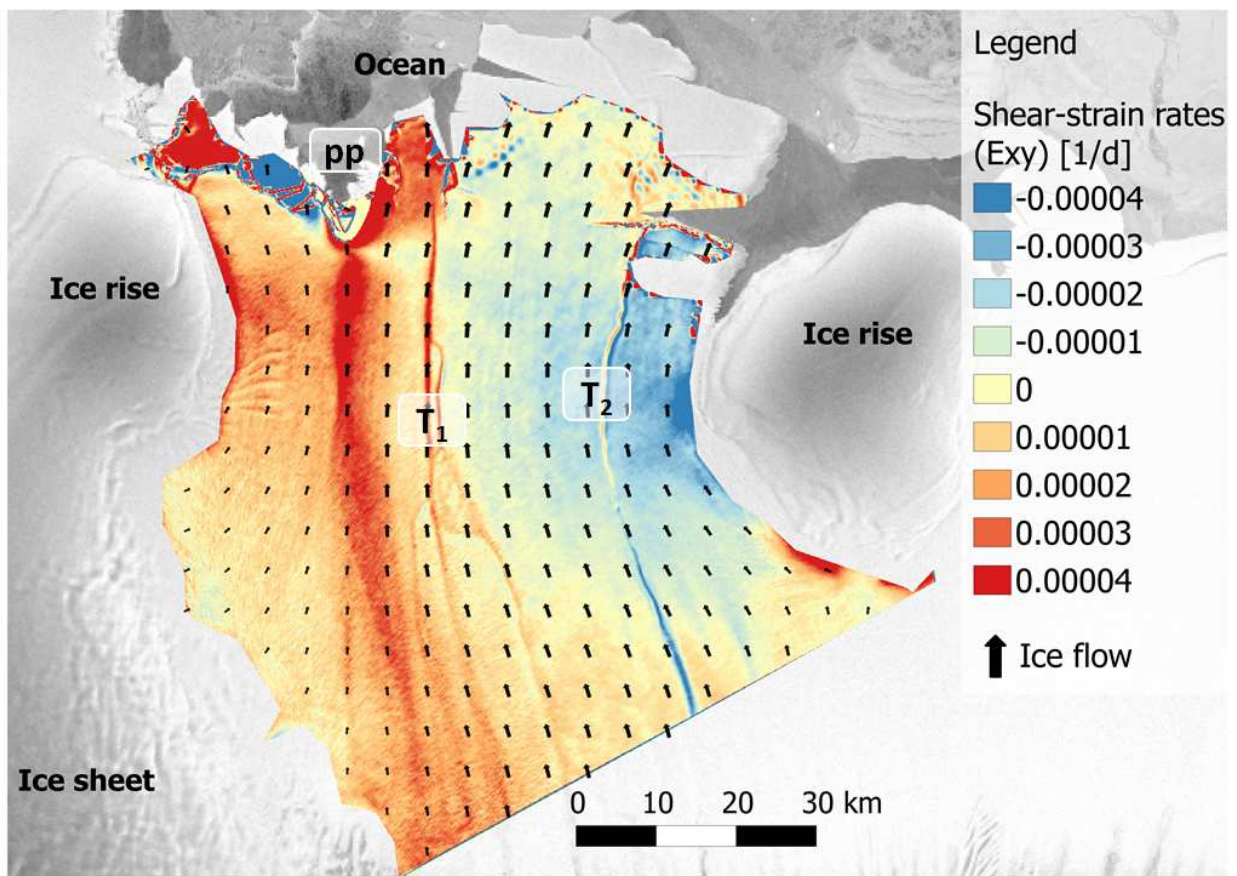 Ocean
pp
Ice rise
T₁
T₂
Ice rise
Ice sheet
0 10 20 30 km
Legend
Shear-strain rates
(Exy) [1/d]
-0.00004
-0.00003
-0.00002
-0.00001
0
0.00001
0.00002
0.00003
0.00004
Ice flow